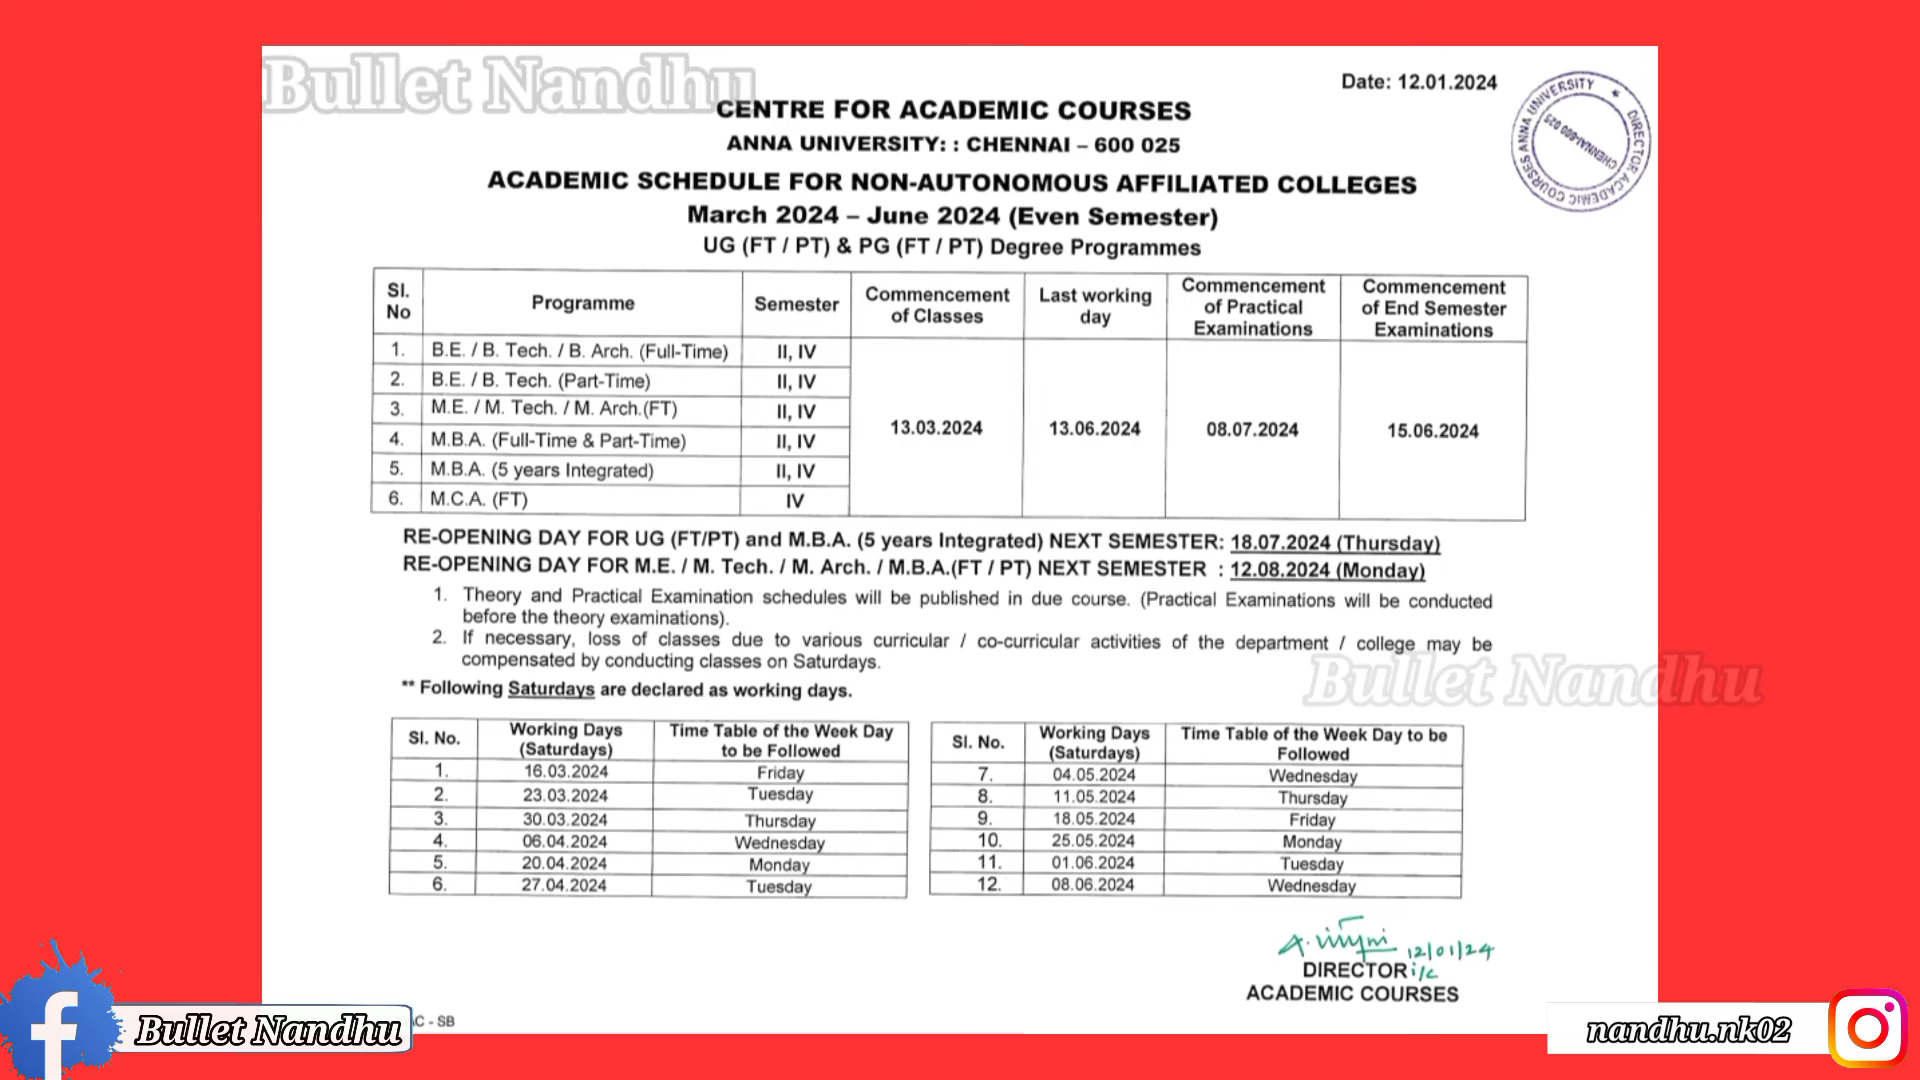 Bullet Nandhu
Date: 12.01.2024
CENTRE FOR ACADEMIC COURSES
ANNA UNIVERSITY: : CHENNAI – 600 025
ACADEMIC SCHEDULE FOR NON-AUTONOMOUS AFFILIATED COLLEGES
March 2024 – June 2024 (Even Semester)
UG (FT / PT) & PG (FT / PT) Degree Programmes
DIRECTOR ACADEMIC COURSES ANNA UNIVERSITY
CHENNAI-600 025
Sl. No Programme Semester Commencement of Classes Last working day Commencement of Practical Examinations Commencement of End Semester Examinations
1. B.E. / B. Tech. / B. Arch. (Full-Time) II, IV
2. B.E. / B. Tech. (Part-Time) II, IV
3. M.E. / M. Tech. / M. Arch.(FT) II, IV
13.03.2024 13.06.2024 08.07.2024 15.06.2024
4. M.B.A. (Full-Time & Part-Time) II, IV
5. M.B.A. (5 years Integrated) II, IV
6. M.C.A. (FT) IV
RE-OPENING DAY FOR UG (FT/PT) and M.B.A. (5 years Integrated) NEXT SEMESTER: 18.07.2024 (Thursday)
RE-OPENING DAY FOR M.E. / M. Tech. / M. Arch. / M.B.A.(FT / PT) NEXT SEMESTER : 12.08.2024 (Monday)
1. Theory and Practical Examination schedules will be published in due course. (Practical Examinations will be conducted
before the theory examinations).
2. If necessary, loss of classes due to various curricular / co-curricular activities of the department / college may be
compensated by conducting classes on Saturdays.
Bullet Nandhu
** Following Saturdays are declared as working days.
Sl. No. Working Days (Saturdays) Time Table of the Week Day to be Followed
1. 16.03.2024 Friday
2. 23.03.2024 Tuesday
3. 30.03.2024 Thursday
4. 06.04.2024 Wednesday
5. 20.04.2024 Monday
6. 27.04.2024 Tuesday
Sl. No. Working Days (Saturdays) Time Table of the Week Day to be Followed
7. 04.05.2024 Wednesday
8. 11.05.2024 Thursday
9. 18.05.2024 Friday
10. 25.05.2024 Monday
11. 01.06.2024 Tuesday
12. 08.06.2024 Wednesday
12/01/24
DIRECTOR i/c
ACADEMIC COURSES
C - SB
Bullet Nandhu
nandhu.nk02